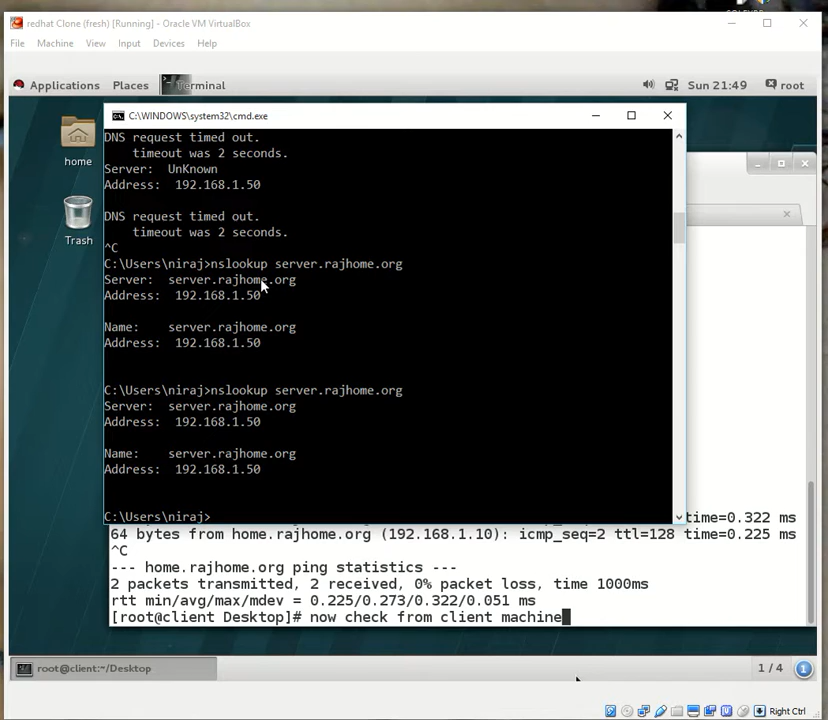 redhat Clone (fresh) [Running] - Oracle VM VirtualBox
File Machine View Input Devices Help
Applications Places Terminal Sun 21:49 root
C:\WINDOWS\system32\cmd.exe
home
Trash
DNS request timed out.
    timeout was 2 seconds.
Server:  UnKnown
Address:  192.168.1.50
DNS request timed out.
    timeout was 2 seconds.
^C
C:\Users\niraj>nslookup server.rajhome.org
Server:  server.rajhome.org
Address:  192.168.1.50
Name:    server.rajhome.org
Address:  192.168.1.50
C:\Users\niraj>nslookup server.rajhome.org
Server:  server.rajhome.org
Address:  192.168.1.50
Name:    server.rajhome.org
Address:  192.168.1.50
C:\Users\niraj>
time=0.322 ms
64 bytes from home.rajhome.org (192.168.1.10): icmp_seq=2 ttl=128 time=0.225 ms
^C
--- home.rajhome.org ping statistics ---
2 packets transmitted, 2 received, 0% packet loss, time 1000ms
rtt min/avg/max/mdev = 0.225/0.273/0.322/0.051 ms
[root@client Desktop]# now check from client machine
root@client:~/Desktop 1 / 4 1
Right Ctrl